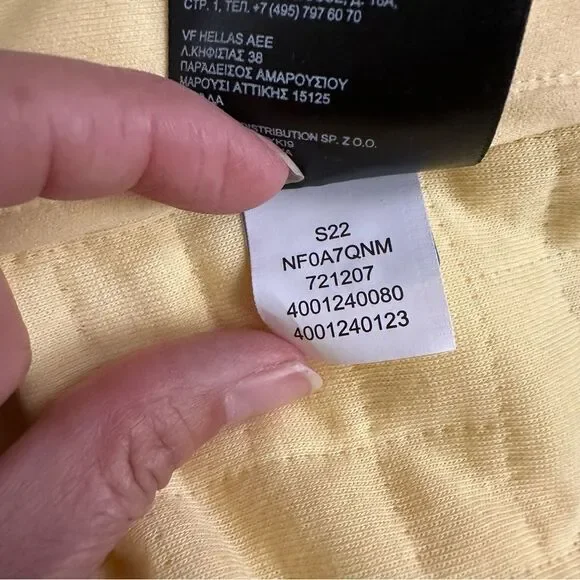 СТР. 1, ТЕЛ. +7 (495) 797 60 70
VF HELLAS AEE
Λ.ΚΗΦΙΣΙΑΣ 38
ΠΑΡΑΔΕΙΣΟΣ ΑΜΑΡΟΥΣΙΟΥ
ΜΑΡΟΥΣΙ ΑΤΤΙΚΗΣ 15125
DISTRIBUTION SP. Z O.O.
S22
NF0A7QNM
721207
4001240080
4001240123